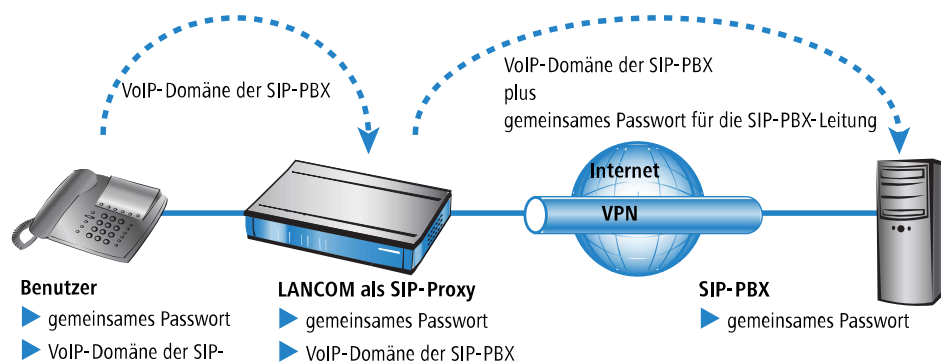 VoIP-Domäne der SIP-PBX
VoIP-Domäne der SIP-PBX
plus
gemeinsames Passwort für die SIP-PBX-Leitung
Internet
VPN
Benutzer
gemeinsames Passwort
VoIP-Domäne der SIP-
LANCOM als SIP-Proxy
gemeinsames Passwort
VoIP-Domäne der SIP-PBX
SIP-PBX
gemeinsames Passwort